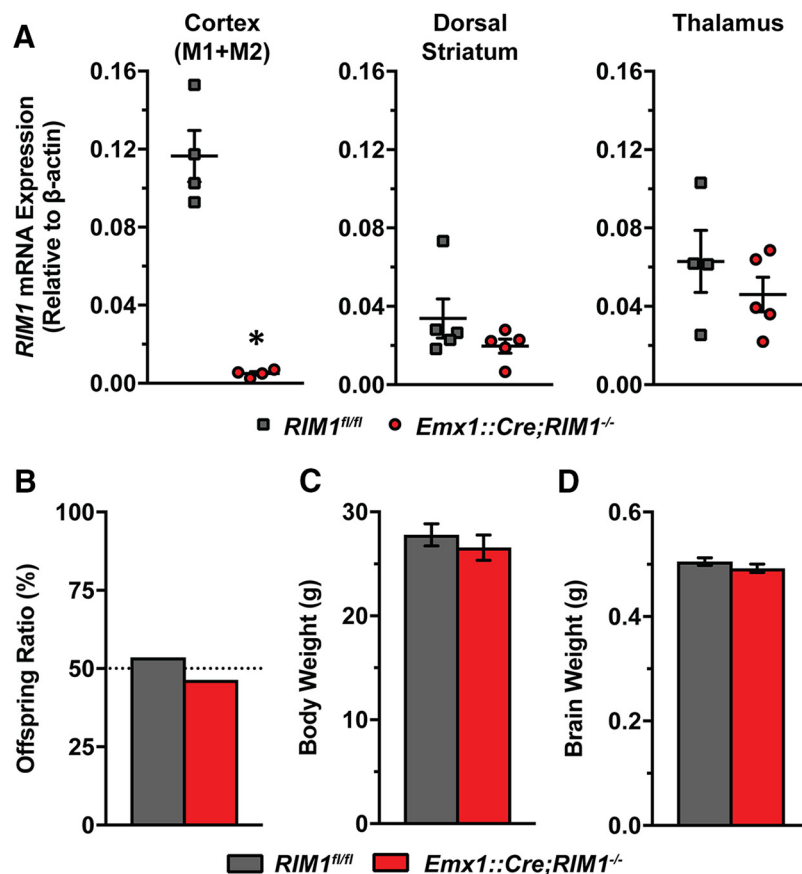 A
Cortex
(M1+M2)
Dorsal
Striatum
Thalamus
RIM1 mRNA Expression
(Relative to β-actin)
0.16
0.12
0.08
0.04
0.00
*
0.16
0.12
0.08
0.04
0.00
0.16
0.12
0.08
0.04
0.00
RIM1fl/fl Emx1::Cre;RIM1-/-
B
Offspring Ratio (%)
100
75
50
25
0
C
Body Weight (g)
30
20
10
0
D
Brain Weight (g)
0.6
0.4
0.2
0.0
RIM1fl/fl Emx1::Cre;RIM1-/-